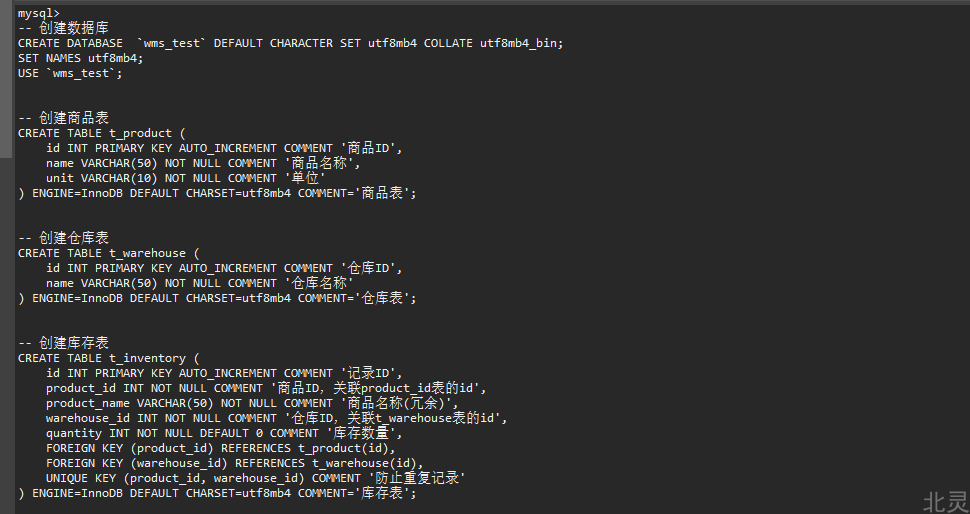 mysql>
-- 创建数据库
CREATE DATABASE  `wms_test` DEFAULT CHARACTER SET utf8mb4 COLLATE utf8mb4_bin;
SET NAMES utf8mb4;
USE `wms_test`;
-- 创建商品表
CREATE TABLE t_product (
    id INT PRIMARY KEY AUTO_INCREMENT COMMENT '商品ID',
    name VARCHAR(50) NOT NULL COMMENT '商品名称',
    unit VARCHAR(10) NOT NULL COMMENT '单位'
) ENGINE=InnoDB DEFAULT CHARSET=utf8mb4 COMMENT='商品表';
-- 创建仓库表
CREATE TABLE t_warehouse (
    id INT PRIMARY KEY AUTO_INCREMENT COMMENT '仓库ID',
    name VARCHAR(50) NOT NULL COMMENT '仓库名称'
) ENGINE=InnoDB DEFAULT CHARSET=utf8mb4 COMMENT='仓库表';
-- 创建库存表
CREATE TABLE t_inventory (
    id INT PRIMARY KEY AUTO_INCREMENT COMMENT '记录ID',
    product_id INT NOT NULL COMMENT '商品ID，关联product_id表的id',
    product_name VARCHAR(50) NOT NULL COMMENT '商品名称(冗余)',
    warehouse_id INT NOT NULL COMMENT '仓库ID，关联t_warehouse表的id',
    quantity INT NOT NULL DEFAULT 0 COMMENT '库存数量',
    FOREIGN KEY (product_id) REFERENCES t_product(id),
    FOREIGN KEY (warehouse_id) REFERENCES t_warehouse(id),
    UNIQUE KEY (product_id, warehouse_id) COMMENT '防止重复记录'
) ENGINE=InnoDB DEFAULT CHARSET=utf8mb4 COMMENT='库存表';
北灵